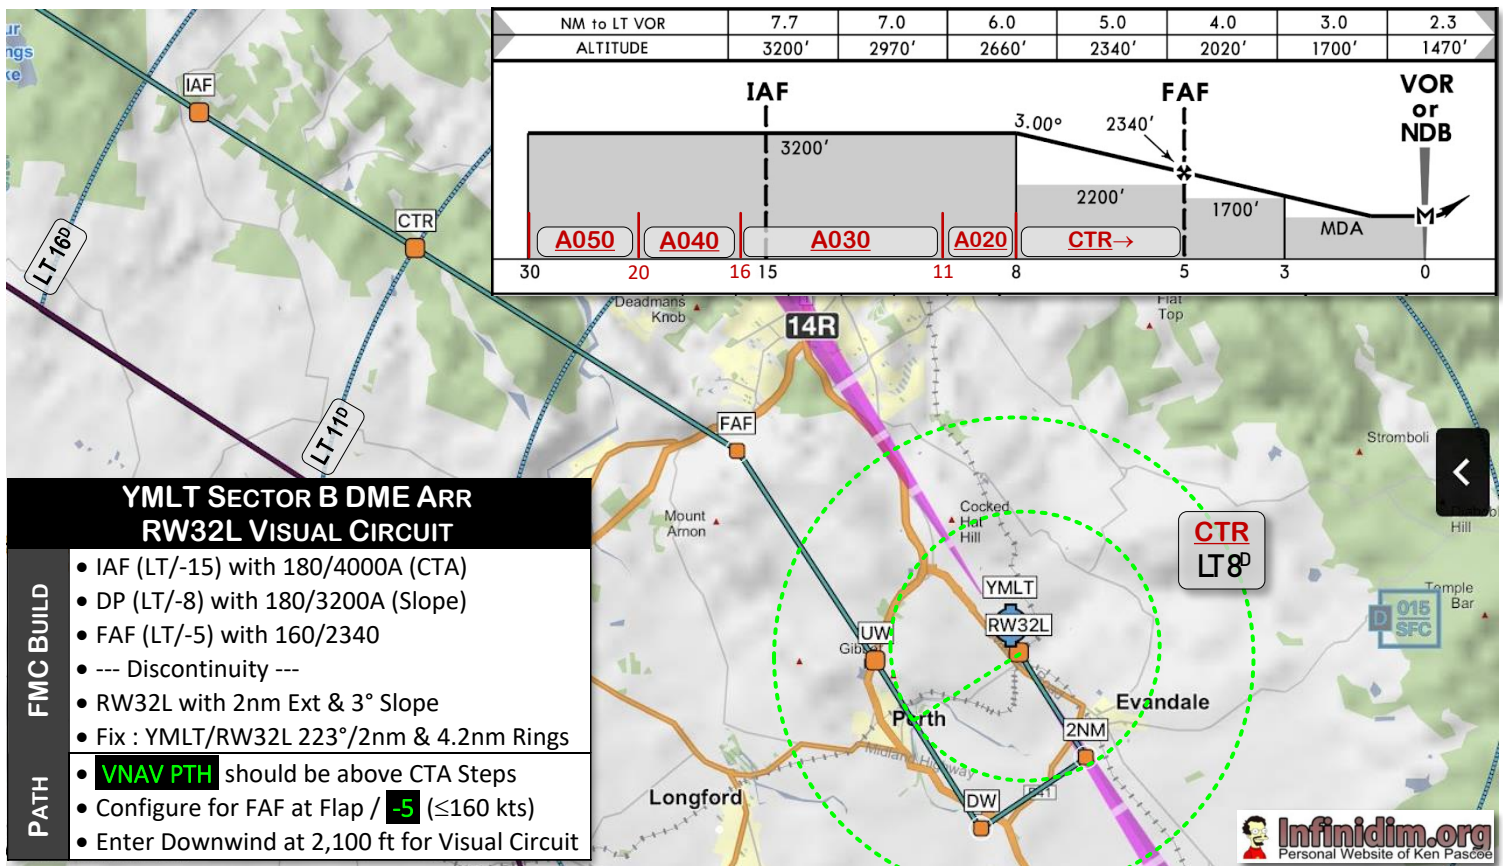 NM to LT VOR 7.7 7.0 6.0 5.0 4.0 3.0 2.3
ALTITUDE 3200' 2970' 2660' 2340' 2020' 1700' 1470'
IAF
FAF
VOR
or
NDB
3.00°
2340'
3200'
2200'
1700'
MDA
M
A050 A040 A030 A020 CTR→
30 20 16 15 11 8 5 3 0
IAF
CTR
LT 16D
LT 11D
Deadmans
Knob
14R
Flat
Top
FAF
Stromboli
Mount
Arnon
Cocked
Hat
Hill
CTR
LT8D
Hill
YMLT
RW32L
Temple
Bar
D 015
SFC
UW
Perth
Evandale
2NM
Midland Highway
DW
Longford
YMLT SECTOR B DME ARR
RW32L VISUAL CIRCUIT
FMC BUILD
• IAF (LT/-15) with 180/4000A (CTA)
• DP (LT/-8) with 180/3200A (Slope)
• FAF (LT/-5) with 160/2340
• --- Discontinuity ---
• RW32L with 2nm Ext & 3° Slope
• Fix : YMLT/RW32L 223°/2nm & 4.2nm Rings
PATH
• VNAV PTH should be above CTA Steps
• Configure for FAF at Flap / -5 (≤160 kts)
• Enter Downwind at 2,100 ft for Visual Circuit
Infinidim.org
Personal Website of Ken Pascoe